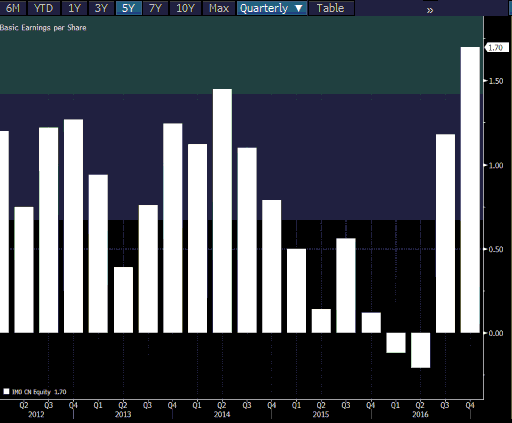 6M YTD 1Y 3Y 5Y 7Y 10Y Max Quarterly ▼ Table »
Basic Earnings per Share
1.70
1.50
1.00
0.50
0.00
IMO CN Equity 1.70
Q2 Q3 Q4 Q1 Q2 Q3 Q4 Q1 Q2 Q3 Q4 Q1 Q2 Q3 Q4 Q1 Q2 Q3 Q4
2012 2013 2014 2015 2016